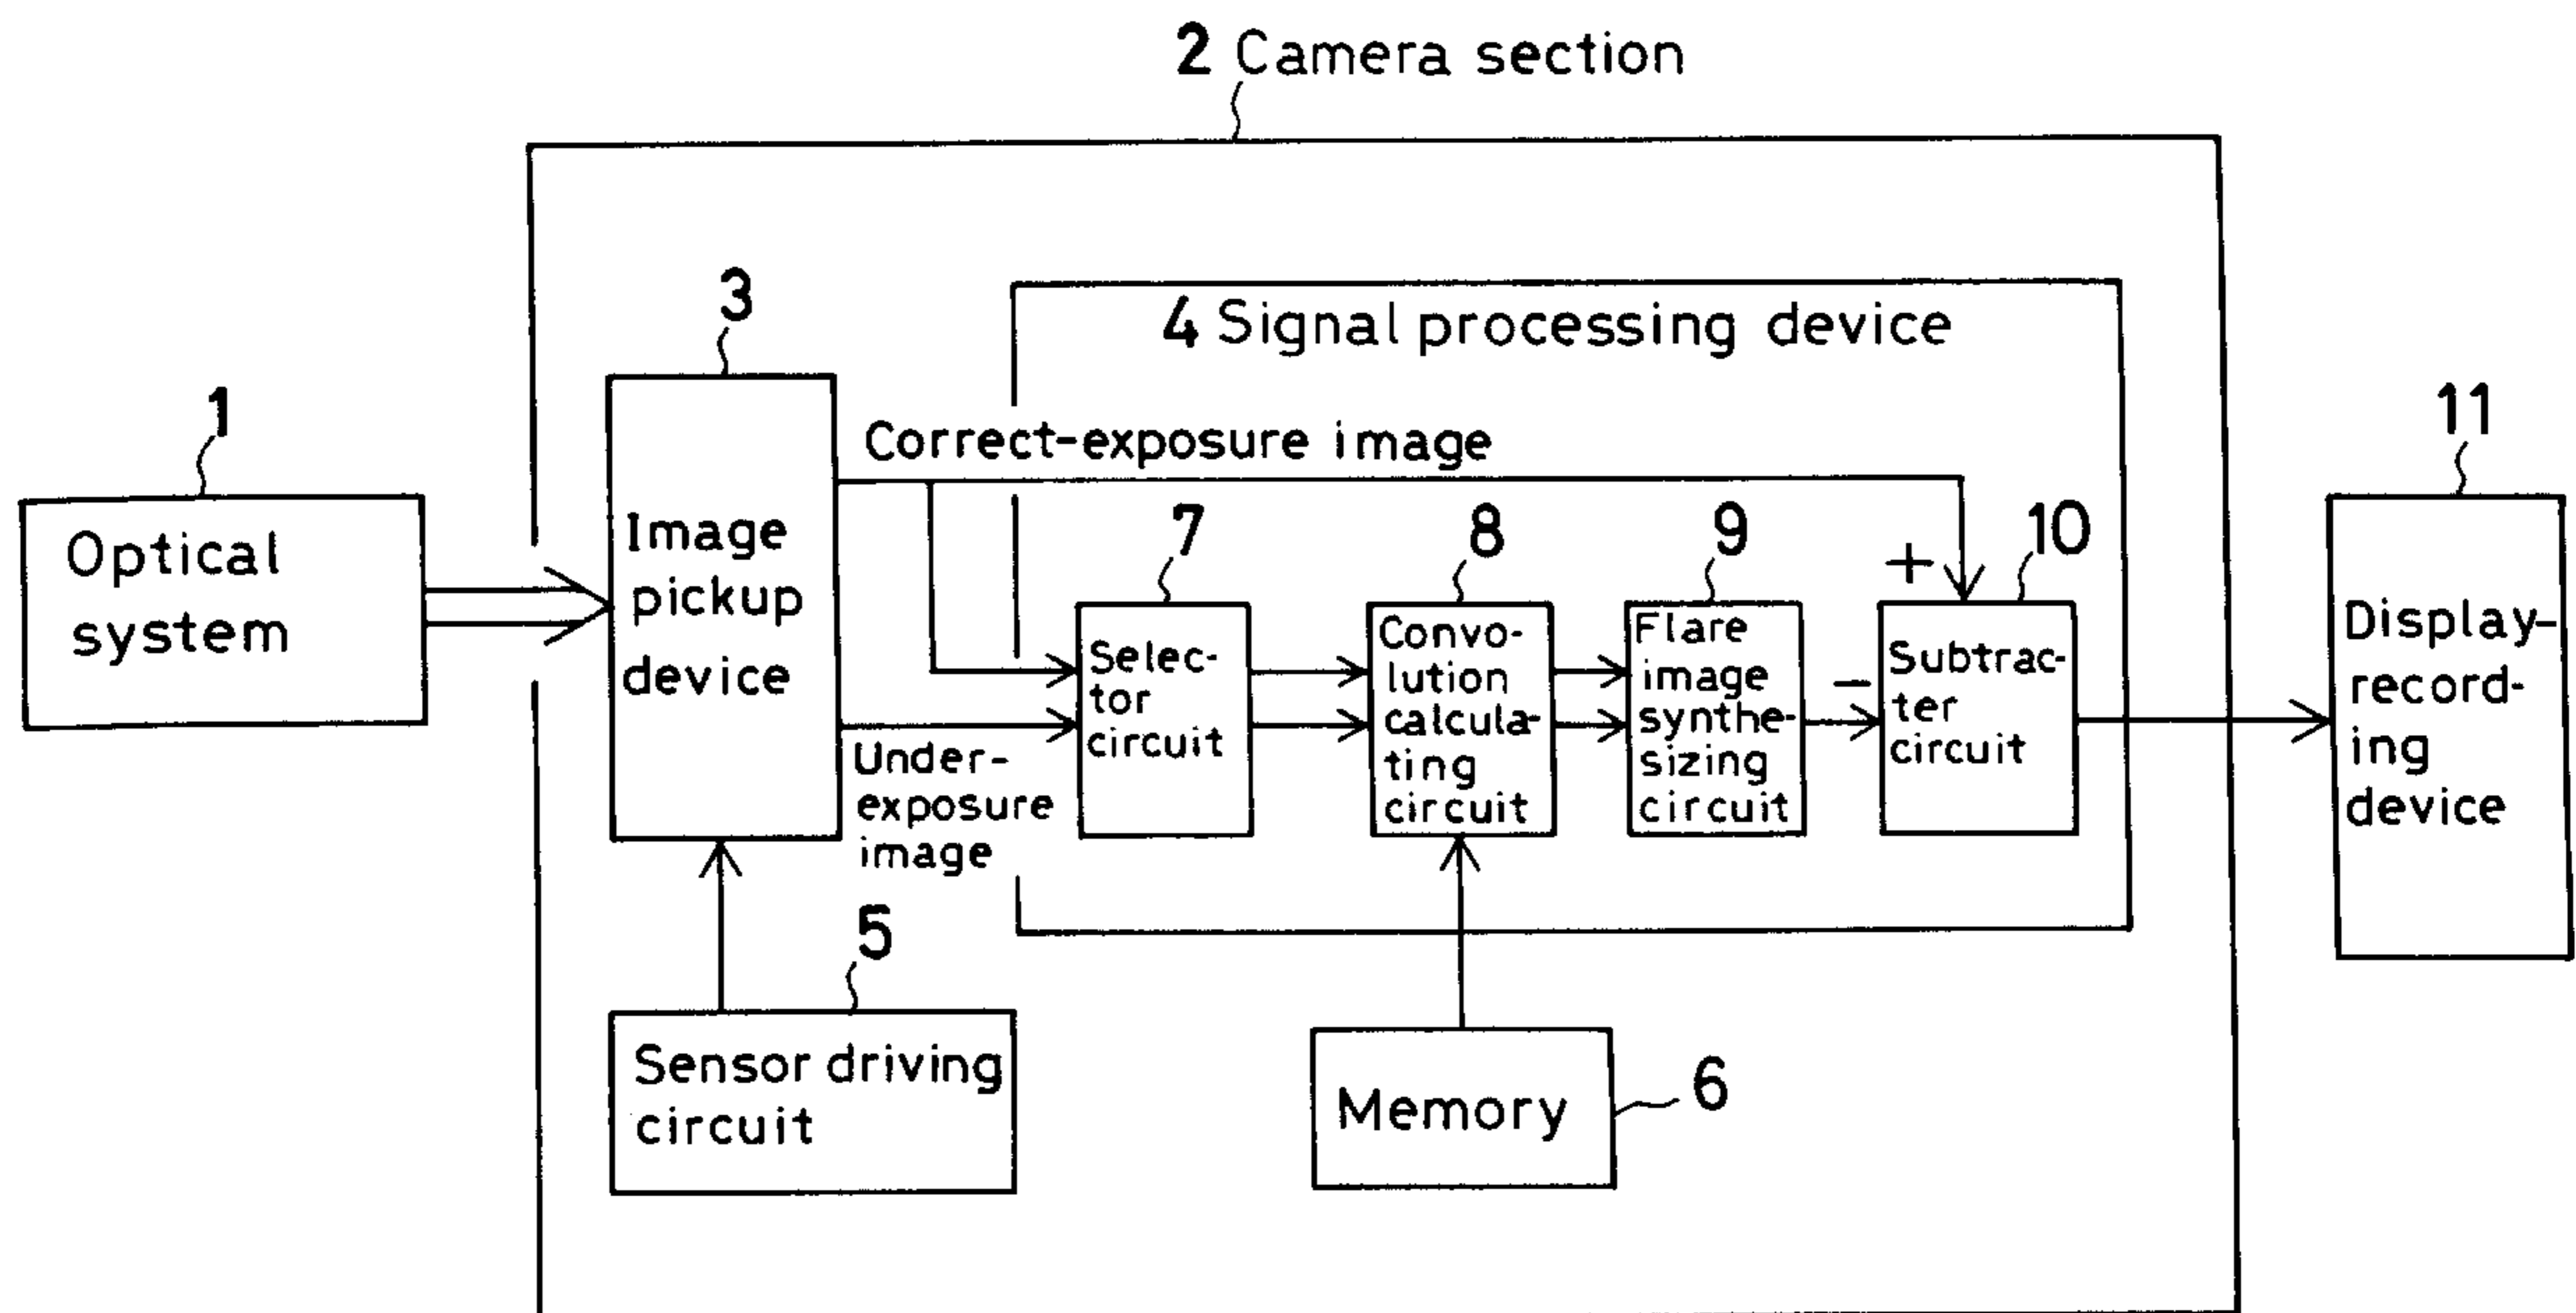 2 Camera section
3
4 Signal processing device
1
11
Correct-exposure image
Optical
system
Image
pickup
device
7
8
9
10
+
−
Selec-
tor
circuit
Convo-
lution
calcula-
ting
circuit
Flare
image
synthe-
sizing
circuit
Subtrac-
ter
circuit
Display-
record-
ing
device
Under-
exposure
image
5
Sensor driving
circuit
Memory
6